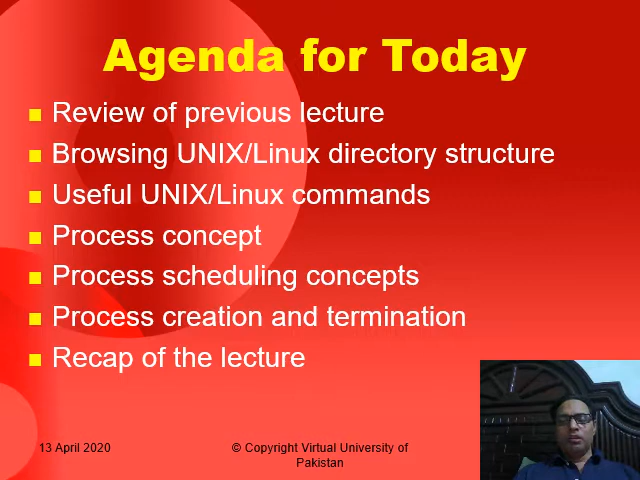 Agenda for Today
Review of previous lecture
Browsing UNIX/Linux directory structure
Useful UNIX/Linux commands
Process concept
Process scheduling concepts
Process creation and termination
Recap of the lecture
13 April 2020
© Copyright Virtual University of
Pakistan